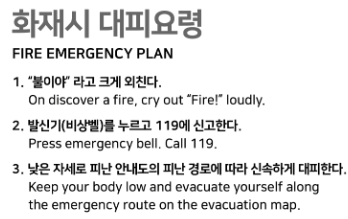 화재시 대피요령
FIRE EMERGENCY PLAN
1. “불이야” 라고 크게 외친다.
On discover a fire, cry out “Fire!” loudly.
2. 발신기(비상벨)를 누르고 119에 신고한다.
Press emergency bell. Call 119.
3. 낮은 자세로 피난 안내도의 피난 경로에 따라 신속하게 대피한다.
Keep your body low and evacuate yourself along
the emergency route on the evacuation map.